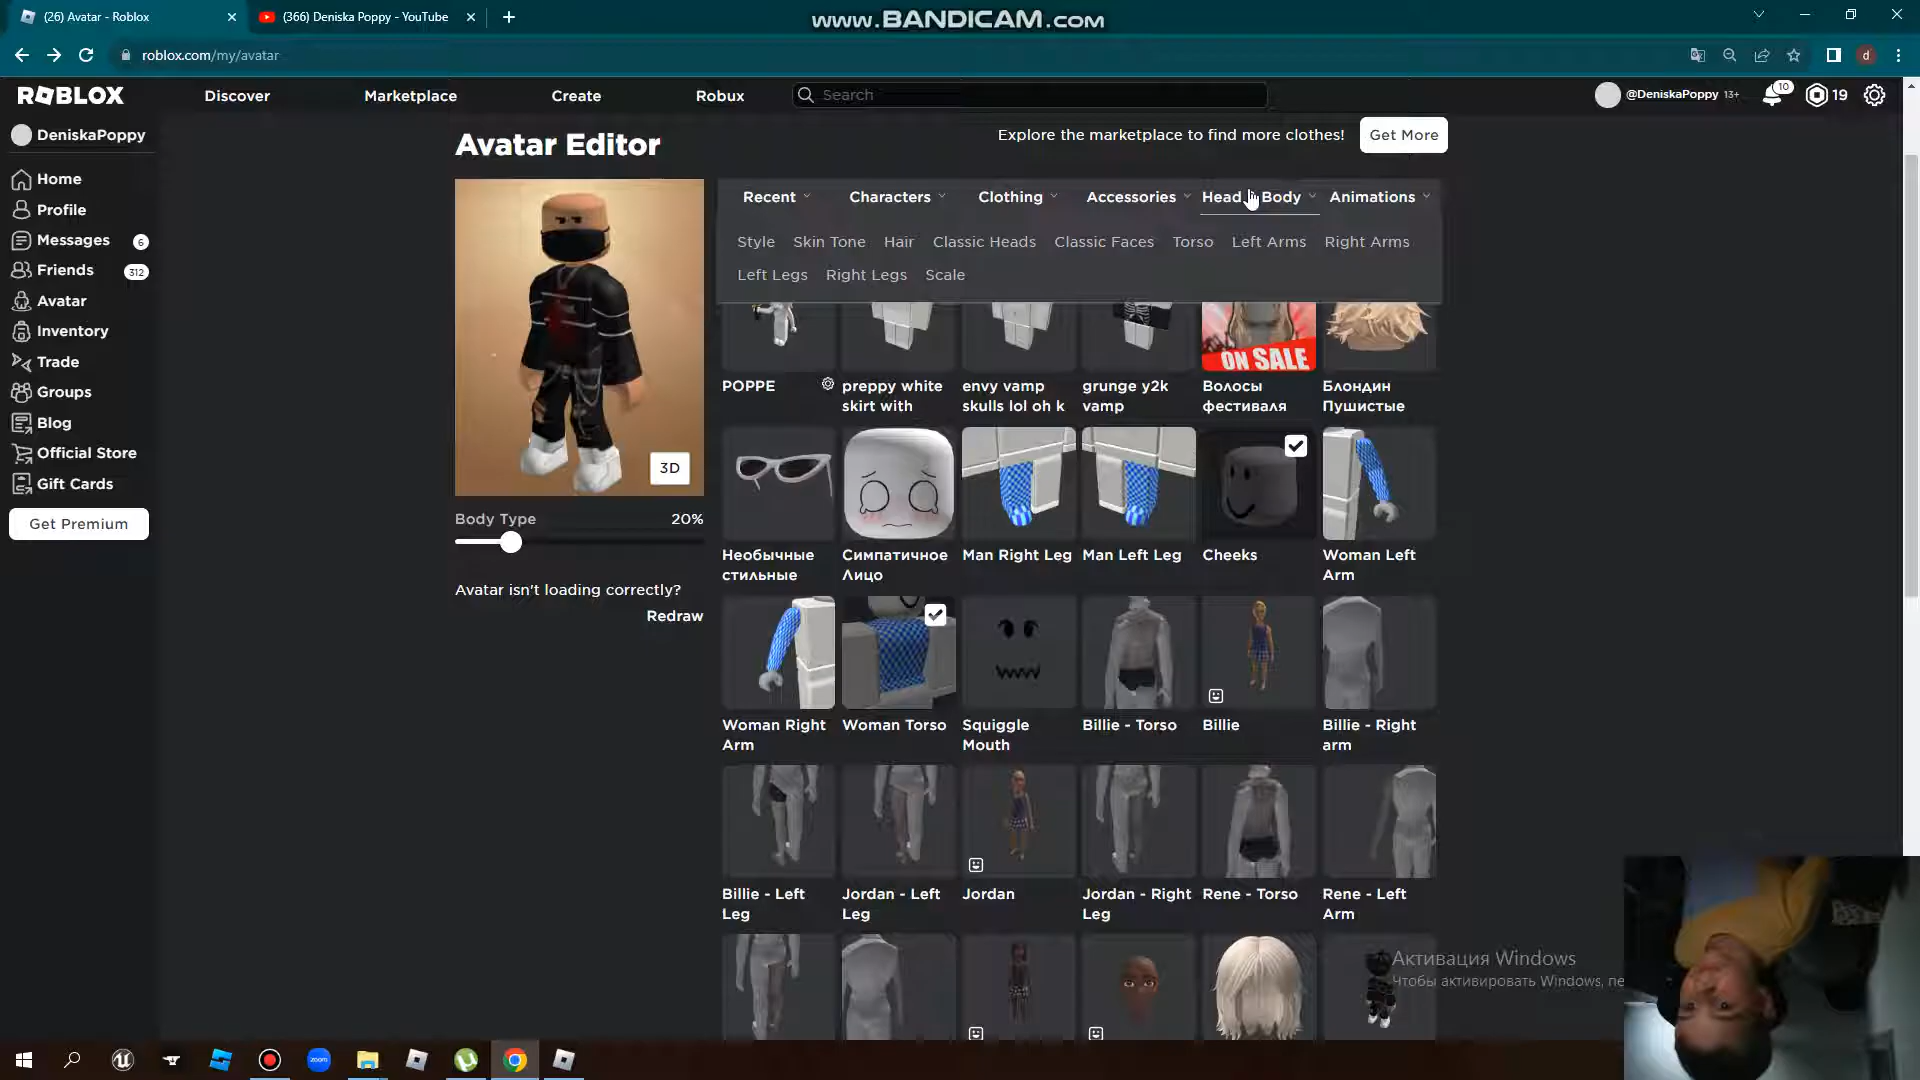 (26) Avatar - Roblox
(366) Deniska Poppy - YouTube
WWW.BANDICAM.COM
roblox.com/my/avatar
d
ROBLOX
Discover
Marketplace
Create
Robux
Search
@DeniskaPoppy 13+
10
19
DeniskaPoppy
Home
Profile
Messages 6
Friends 312
Avatar
Inventory
Trade
Groups
Blog
Official Store
Gift Cards
Get Premium
Avatar Editor
Explore the marketplace to find more clothes!
Get More
3D
Body Type 20%
Avatar isn't loading correctly?
Redraw
Recent
Characters
Clothing
Accessories
Head Body
Animations
Style Skin Tone Hair Classic Heads Classic Faces Torso Left Arms Right Arms
Left Legs Right Legs Scale
ON SALE
POPPE
preppy white skirt with
envy vamp skulls lol oh k
grunge y2k vamp
Волосы фестиваля
Блондин Пушистые
Необычные стильные
Симпатичное Лицо
Man Right Leg
Man Left Leg
Cheeks
Woman Left Arm
Woman Right Arm
Woman Torso
Squiggle Mouth
Billie - Torso
Billie
Billie - Right arm
Billie - Left Leg
Jordan - Left Leg
Jordan
Jordan - Right Leg
Rene - Torso
Rene - Left Arm
Активация Windows
Чтобы активировать Windows, пе
zoom